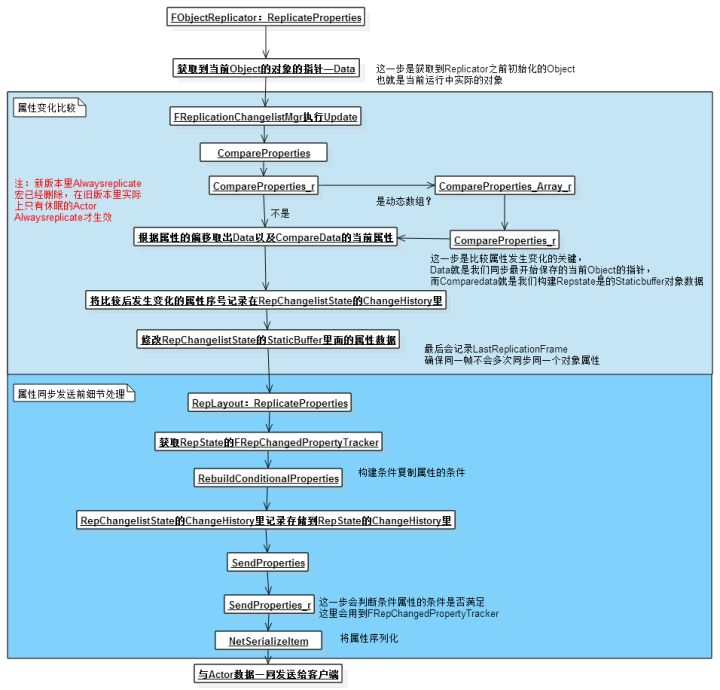 FObjectReplicator：ReplicateProperties
获取到当前Object的对象的指针—Data
这一步是获取到Replicator之前初始化的Object
也就是当前运行中实际的对象
属性变化比较
FReplicationChangelistMgr执行Update
CompareProperties
注：新版本里Alwaysreplicate
宏已经删除，在旧版本里实际
上只有休眠的Actor
Alwaysreplicate才生效
CompareProperties_r
CompareProperties_Array_r
是动态数组？
不是
根据属性的偏移取出Data以及CompareData的当前属性
CompareProperties_r
这一步是比较属性发生变化的关键，
Data就是我们同步最开始保存的当前Object的指针，
而Comparedata就是我们构建Repstate是的Staticbuffer对象数据
将比较后发生变化的属性序号记录在RepChangelistState的ChangeHistory里
修改RepChangelistState的StaticBuffer里面的属性数据
最后会记录LastReplicationFrame
确保同一帧不会多次同步同一个对象属性
属性同步发送前细节处理
RepLayout：ReplicateProperties
获取RepState的FRepChangedPropertyTracker
RebuildConditionalProperties
构建条件复制属性的条件
RepChangelistState的ChangeHistory里记录存储到RepState的ChangeHistory里
SendProperties
SendProperties_r
这一步会判断条件属性的条件是否满足
这里会用到FRepChangedPropertyTracker
NetSerializeItem
将属性序列化
与Actor数据一同发送给客户端